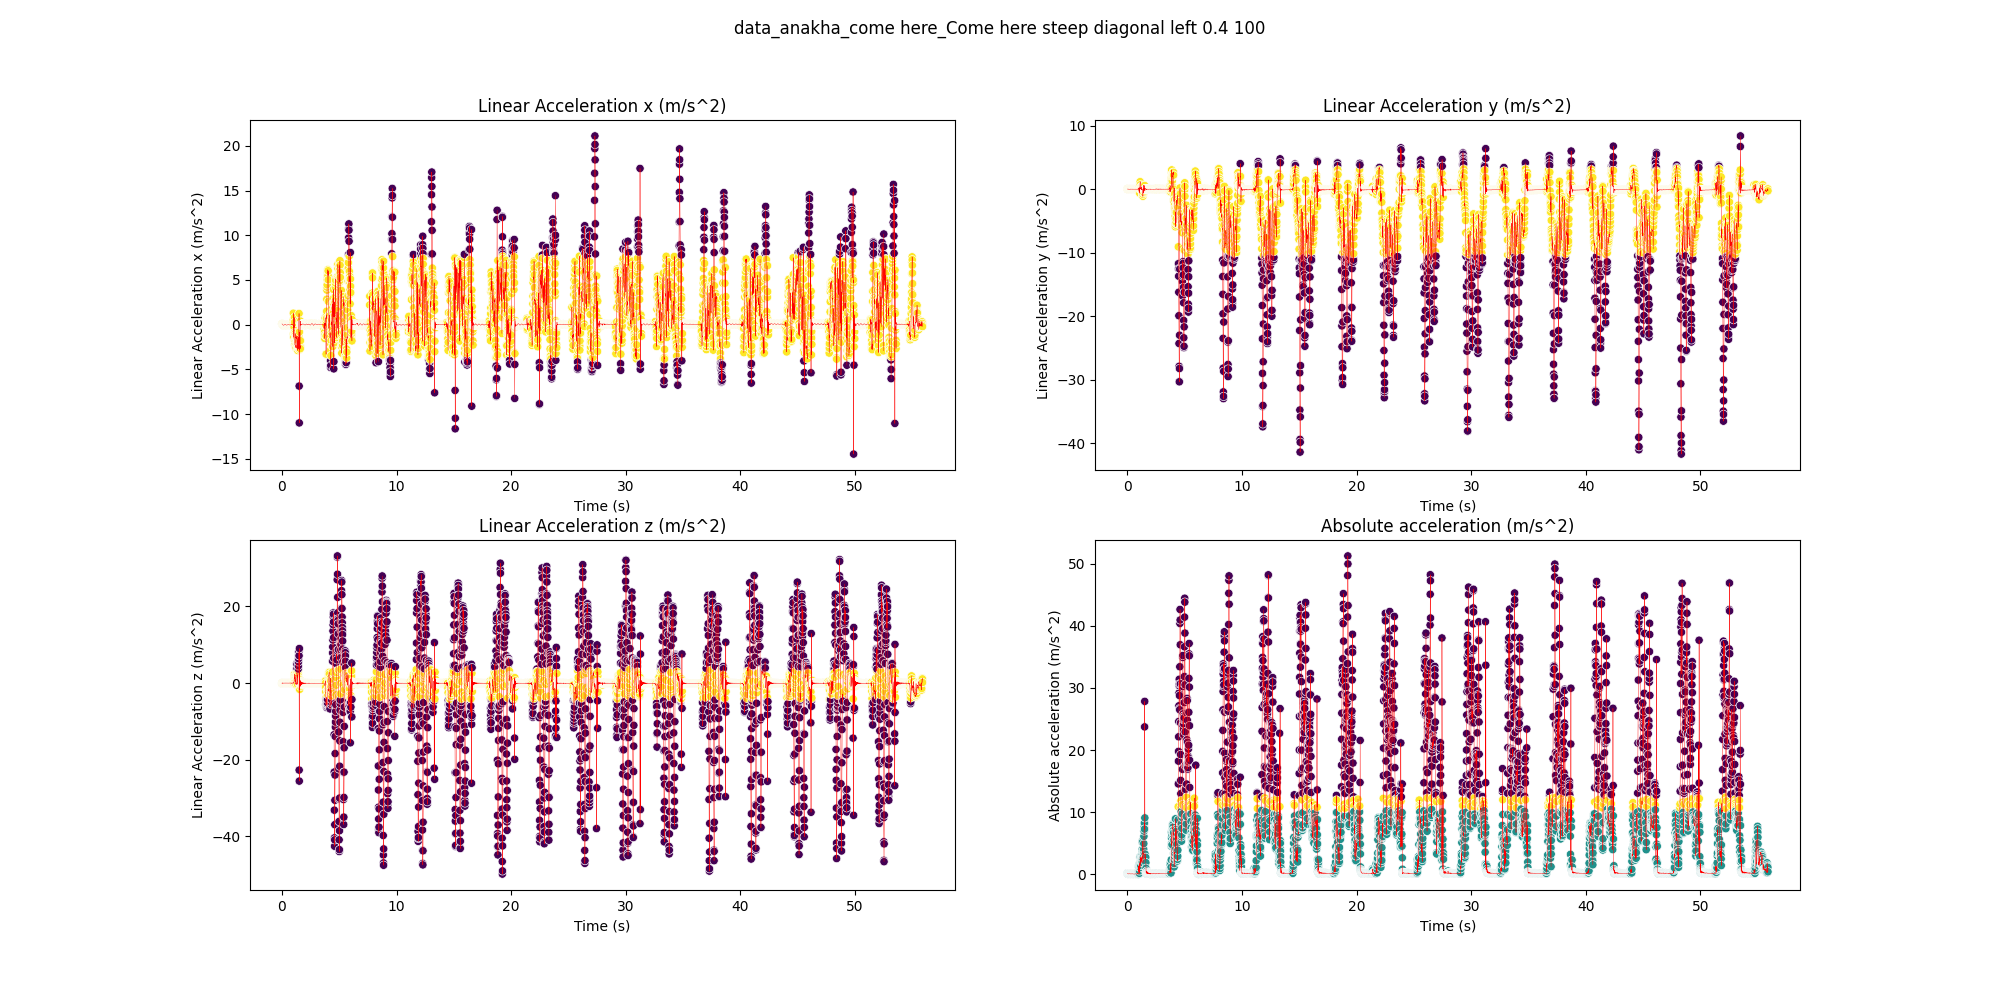 data_anakha_come here_Come here steep diagonal left 0.4 100
Linear Acceleration x (m/s^2)
Linear Acceleration x (m/s^2)
20
15
10
5
0
−5
−10
−15
0 10 20 30 40 50
Time (s)
Linear Acceleration y (m/s^2)
Linear Acceleration y (m/s^2)
10
0
−10
−20
−30
−40
0 10 20 30 40 50
Time (s)
Linear Acceleration z (m/s^2)
Linear Acceleration z (m/s^2)
20
0
−20
−40
0 10 20 30 40 50
Time (s)
Absolute acceleration (m/s^2)
Absolute acceleration (m/s^2)
50
40
30
20
10
0
0 10 20 30 40 50
Time (s)